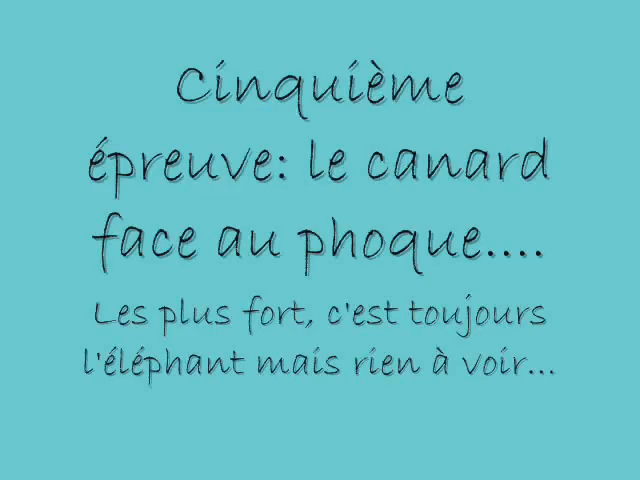 Cinquième
épreuve: le canard
face au phoque....
Les plus fort, c'est toujours
l'éléphant mais rien à voir...